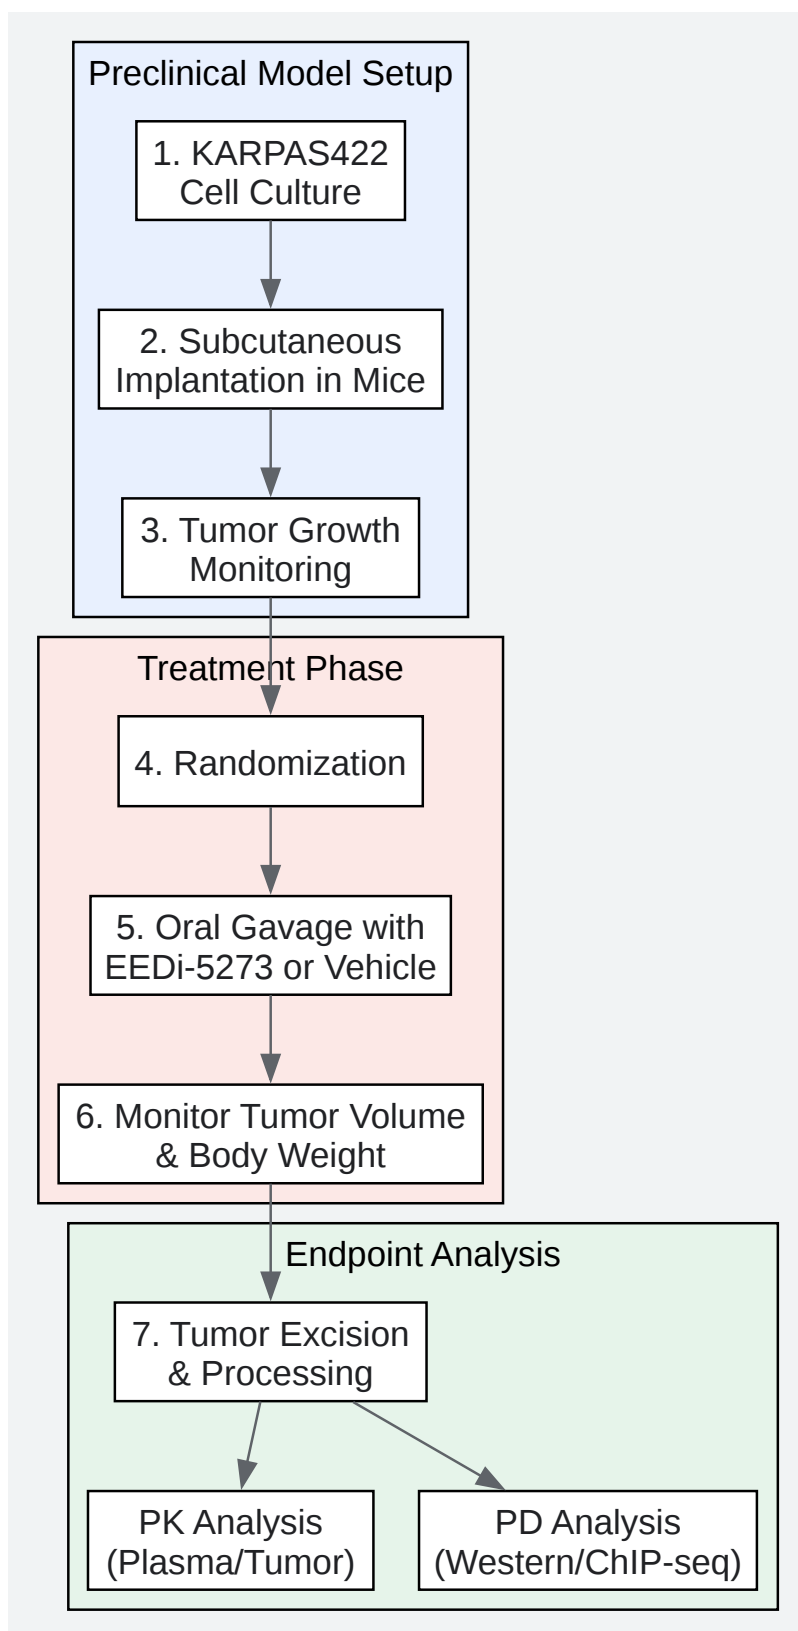 Preclinical Model Setup
1. KARPAS422
Cell Culture
2. Subcutaneous
Implantation in Mice
3. Tumor Growth
Monitoring
Treatment Phase
4. Randomization
5. Oral Gavage with
EEDi-5273 or Vehicle
6. Monitor Tumor Volume
& Body Weight
Endpoint Analysis
7. Tumor Excision
& Processing
PK Analysis
(Plasma/Tumor)
PD Analysis
(Western/ChIP-seq)